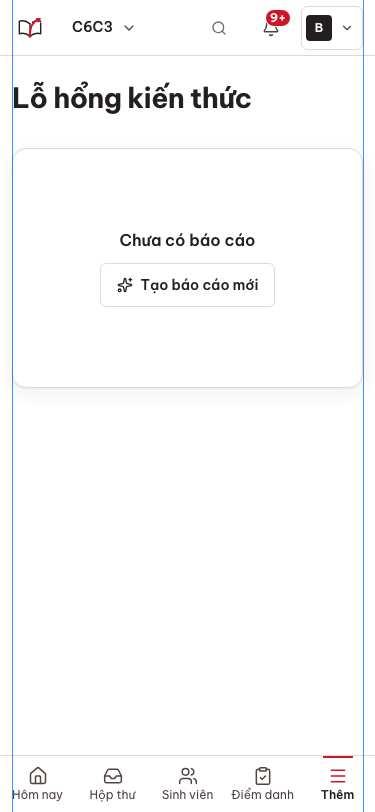 C6C3
9+
B
Lỗ hổng kiến thức
Chưa có báo cáo
Tạo báo cáo mới
Hôm nay
Hộp thư
Sinh viên
Điểm danh
Thêm